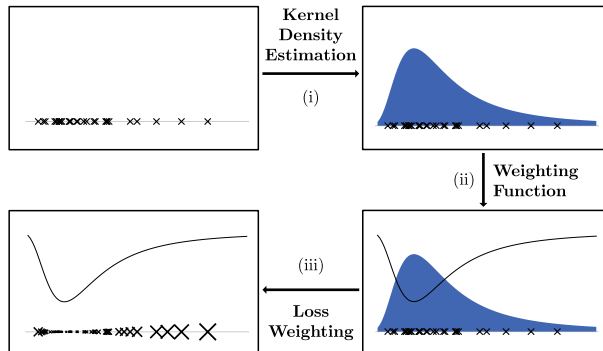 Kernel
Density
Estimation
(i)
(ii)
Weighting
Function
(iii)
Loss
Weighting